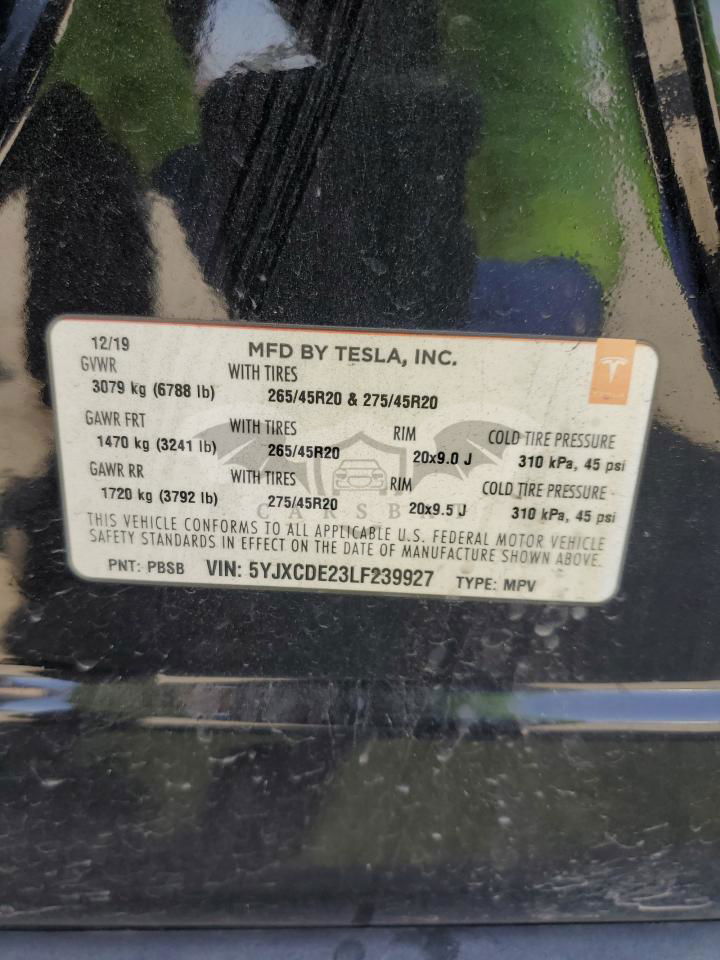 12/19
MFD BY TESLA, INC.
GVWR
3079 kg (6788 lb)
WITH TIRES
265/45R20 & 275/45R20
GAWR FRT
1470 kg (3241 lb)
WITH TIRES
265/45R20
RIM
20x9.0 J
COLD TIRE PRESSURE
310 kPa, 45 psi
GAWR RR
1720 kg (3792 lb)
WITH TIRES
275/45R20
RIM
20x9.5 J
COLD TIRE PRESSURE
310 kPa, 45 psi
THIS VEHICLE CONFORMS TO ALL APPLICABLE U.S. FEDERAL MOTOR VEHICLE
SAFETY STANDARDS IN EFFECT ON THE DATE OF MANUFACTURE SHOWN ABOVE.
PNT: PBSB VIN: 5YJXCDE23LF239927 TYPE: MPV
TESLA